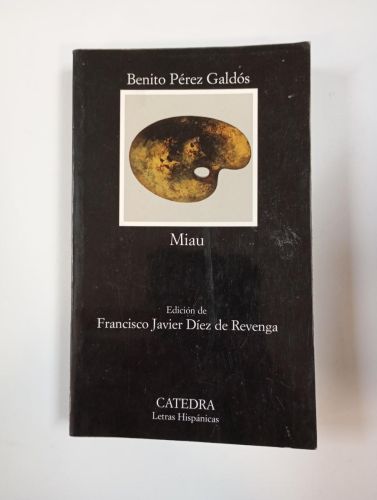 Benito Pérez Galdós
Miau
Edición de
Francisco Javier Díez de Revenga
CATEDRA
Letras Hispánicas